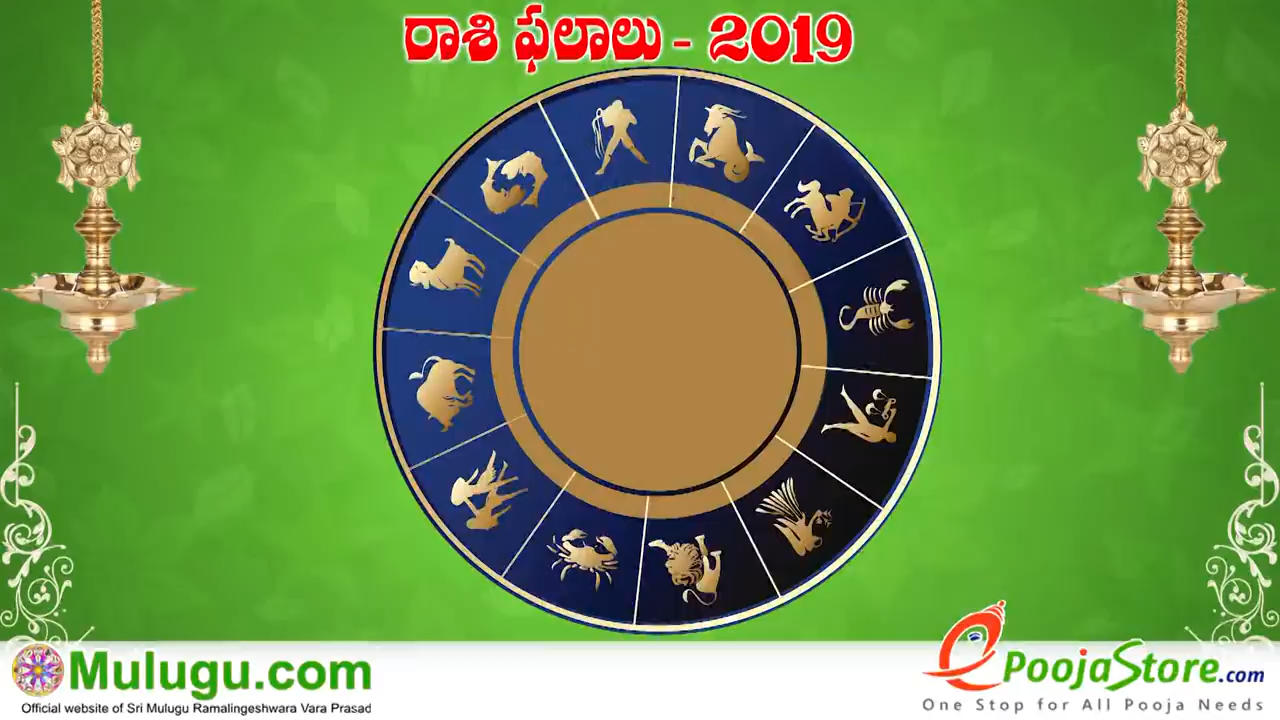 రాశి ఫలాలు - 2019
Mulugu.com
Official website of Sri Mulugu Ramalingeshwara Vara Prasad
ePoojaStore.com
One Stop for All Pooja Needs